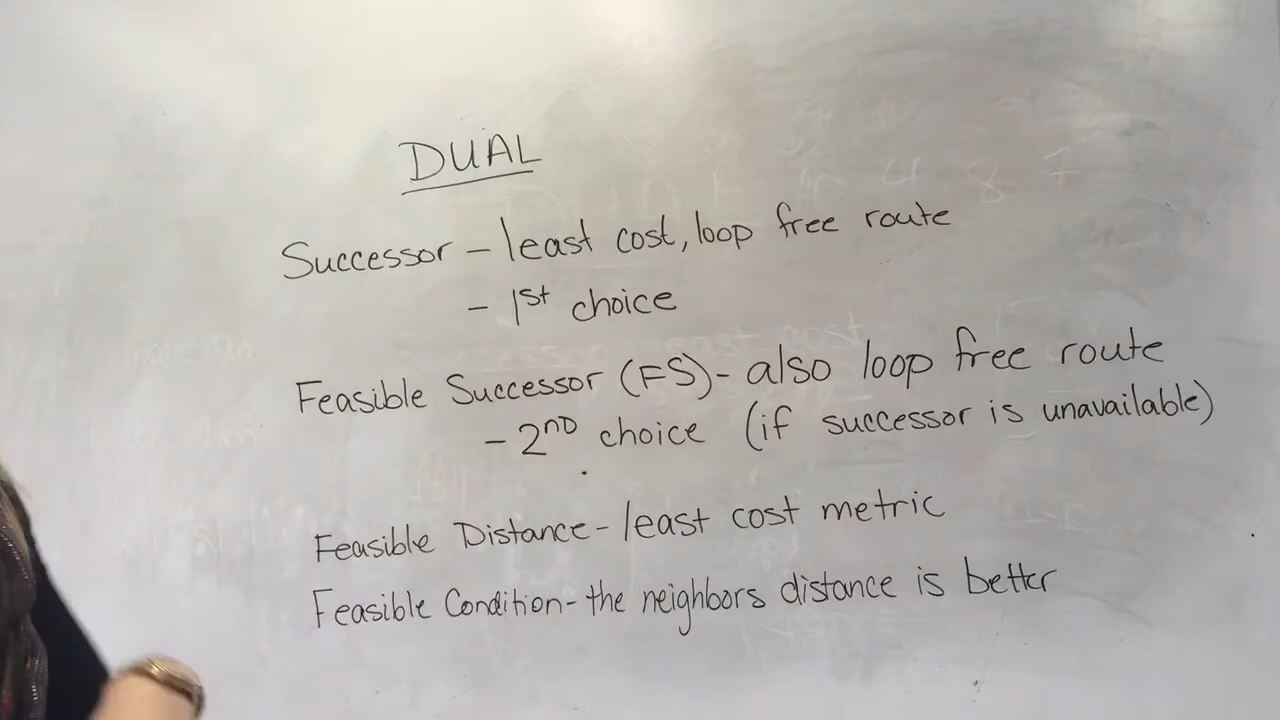 DUAL
Successor - least cost, loop free route
- 1st choice
Feasible Successor (FS) - also loop free route
- 2ND choice (if successor is unavailable)
Feasible Distance - least cost metric
Feasible Condition - the neighbors distance is better